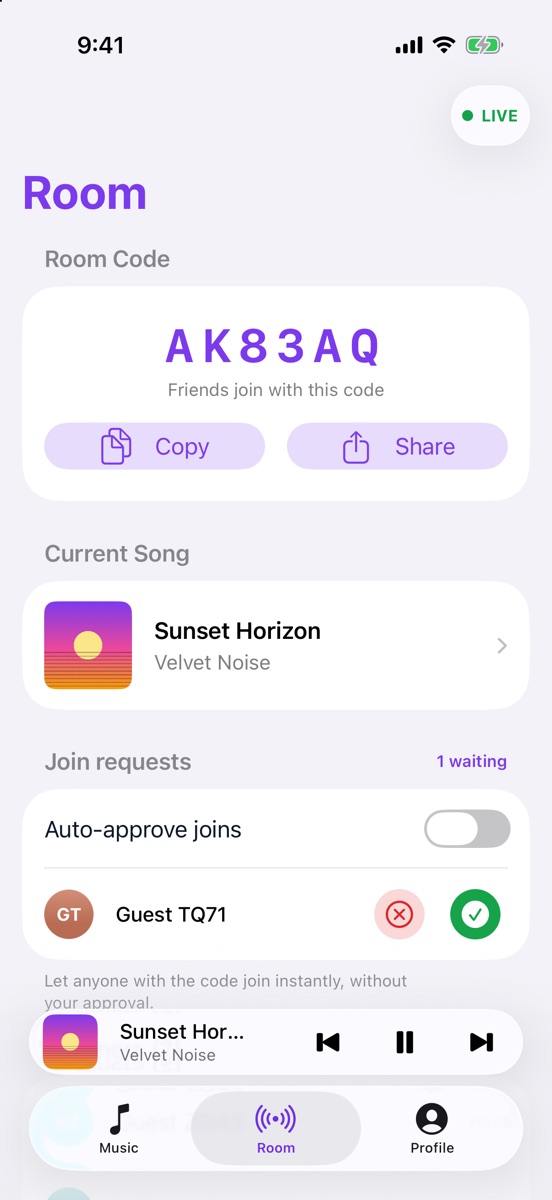 9:41
LIVE
Room
Room Code
AK83AQ
Friends join with this code
Copy
Share
Current Song
Sunset Horizon
Velvet Noise
Join requests
1 waiting
Auto-approve joins
GT
Guest TQ71
Let anyone with the code join instantly, without
your approval.
Sunset Hor...
Velvet Noise
Music
Room
Profile